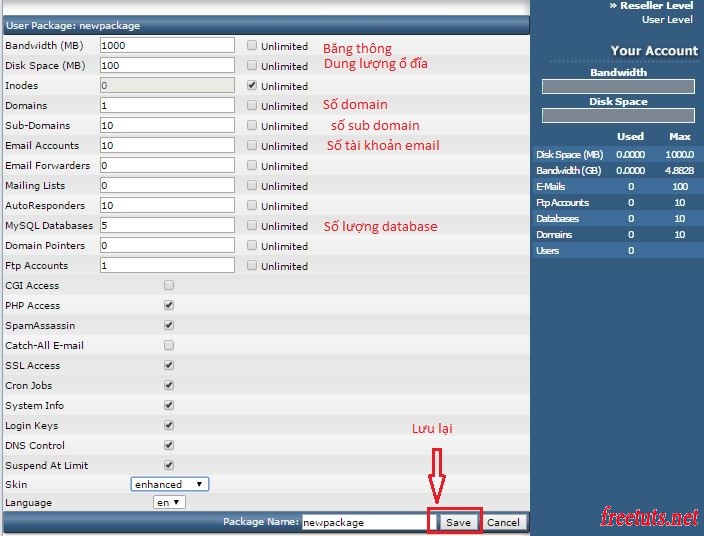 » Reseller Level
User Level
User Package: newpackage
Bandwidth (MB) 1000 Unlimited Băng thông
Disk Space (MB) 100 Unlimited Dung lượng ổ đĩa
Inodes 0 Unlimited
Domains 1 Unlimited Số domain
Sub-Domains 10 Unlimited số sub domain
Email Accounts 10 Unlimited Số tài khoản email
Email Forwarders 0 Unlimited
Mailing Lists 0 Unlimited
AutoResponders 10 Unlimited
MySQL Databases 5 Unlimited Số lượng database
Domain Pointers 0 Unlimited
Ftp Accounts 1 Unlimited
CGI Access
PHP Access
SpamAssassin
Catch-All E-mail
SSL Access
Cron Jobs
System Info
Login Keys
DNS Control
Suspend At Limit
Skin enhanced
Language en
Lưu lại
Package Name: newpackage Save Cancel
Your Account
Bandwidth
Disk Space
Used Max
Disk Space (MB) 0.0000 1000.0
Bandwidth (GB) 0.0000 4.8828
E-Mails 0 100
Ftp Accounts 0 10
Databases 0 10
Domains 0 10
Users 0
freetuts.net